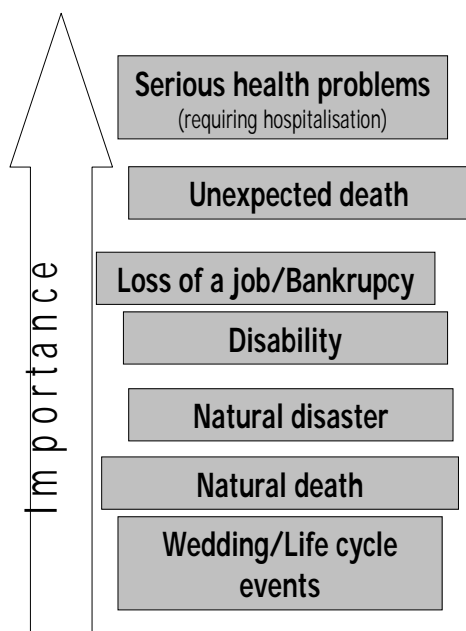 Serious health problems
(requiring hospitalisation)
Unexpected death
Loss of a job/Bankrupcy
Disability
Natural disaster
Natural death
Wedding/Life cycle
events
Importance